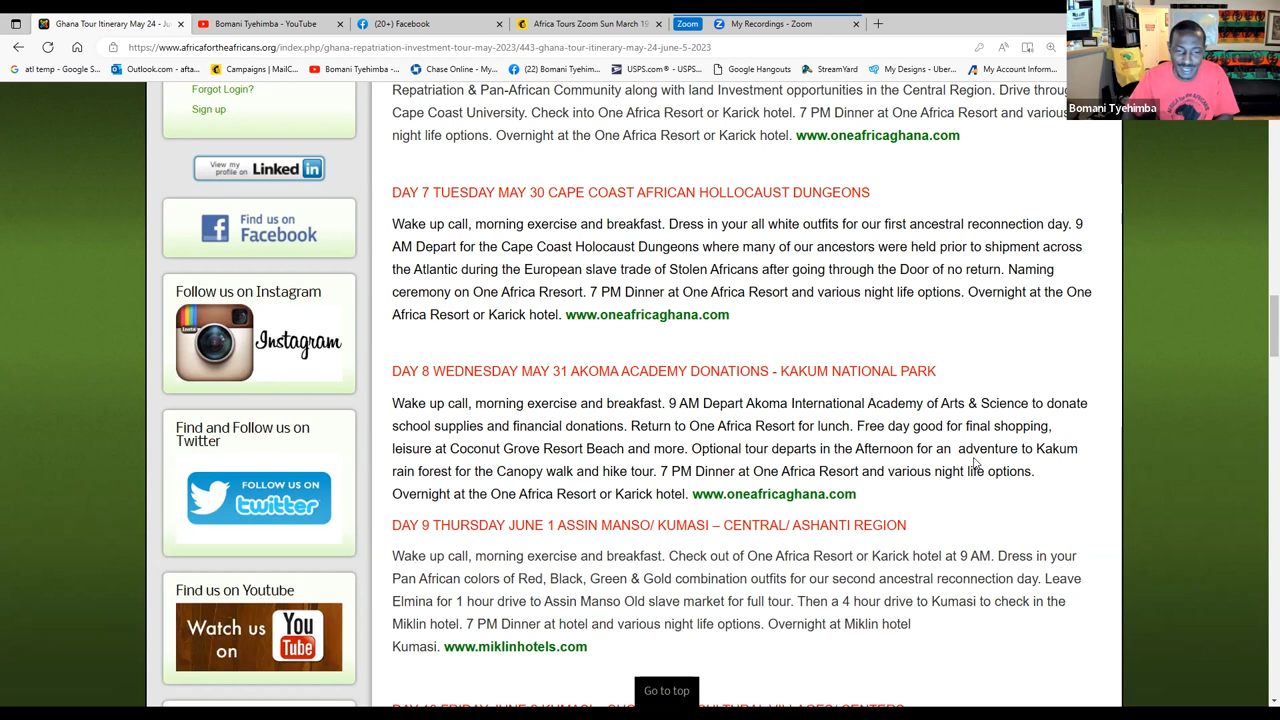 Ghana Tour Itinerary May 24 - Jun
Bomani Tyehimba - YouTube
(20+) Facebook
Africa Tours Zoom Sun March 19
Zoom
My Recordings - Zoom
https://www.africafortheafricans.org/index.php/ghana-repatriation-investment-tour-may-2023/443-ghana-tour-itinerary-may-24-june-5-2023
atl temp - Google S...
Outlook.com - afta...
Campaigns | MailC...
Bomani Tyehimba -...
Chase Online - My...
(22) Bomani Tyehim...
USPS.com® - USPS...
Google Hangouts
StreamYard
My Designs - Uber...
My Account Inform...
Bomani Tyehimba
Forgot Login?
Sign up
View my profile on Linked in
Find us on
Facebook
Follow us on Instagram
Instagram
Find and Follow us on
Twitter
FOLLOW US ON
twitter
Find us on Youtube
Watch us
on
You
Tube
Repatriation & Pan-African Community along with land Investment opportunities in the Central Region. Drive through
Cape Coast University. Check into One Africa Resort or Karick hotel. 7 PM Dinner at One Africa Resort and various
night life options. Overnight at the One Africa Resort or Karick hotel. www.oneafricaghana.com
DAY 7 TUESDAY MAY 30 CAPE COAST AFRICAN HOLLOCAUST DUNGEONS
Wake up call, morning exercise and breakfast. Dress in your all white outfits for our first ancestral reconnection day. 9
AM Depart for the Cape Coast Holocaust Dungeons where many of our ancestors were held prior to shipment across
the Atlantic during the European slave trade of Stolen Africans after going through the Door of no return. Naming
ceremony on One Africa Rresort. 7 PM Dinner at One Africa Resort and various night life options. Overnight at the One
Africa Resort or Karick hotel. www.oneafricaghana.com
DAY 8 WEDNESDAY MAY 31 AKOMA ACADEMY DONATIONS - KAKUM NATIONAL PARK
Wake up call, morning exercise and breakfast. 9 AM Depart Akoma International Academy of Arts & Science to donate
school supplies and financial donations. Return to One Africa Resort for lunch. Free day good for final shopping,
leisure at Coconut Grove Resort Beach and more. Optional tour departs in the Afternoon for an adventure to Kakum
rain forest for the Canopy walk and hike tour. 7 PM Dinner at One Africa Resort and various night life options.
Overnight at the One Africa Resort or Karick hotel. www.oneafricaghana.com
DAY 9 THURSDAY JUNE 1 ASSIN MANSO/ KUMASI – CENTRAL/ ASHANTI REGION
Wake up call, morning exercise and breakfast. Check out of One Africa Resort or Karick hotel at 9 AM. Dress in your
Pan African colors of Red, Black, Green & Gold combination outfits for our second ancestral reconnection day. Leave
Elmina for 1 hour drive to Assin Manso Old slave market for full tour. Then a 4 hour drive to Kumasi to check in the
Miklin hotel. 7 PM Dinner at hotel and various night life options. Overnight at Miklin hotel
Kumasi. www.miklinhotels.com
Go to top